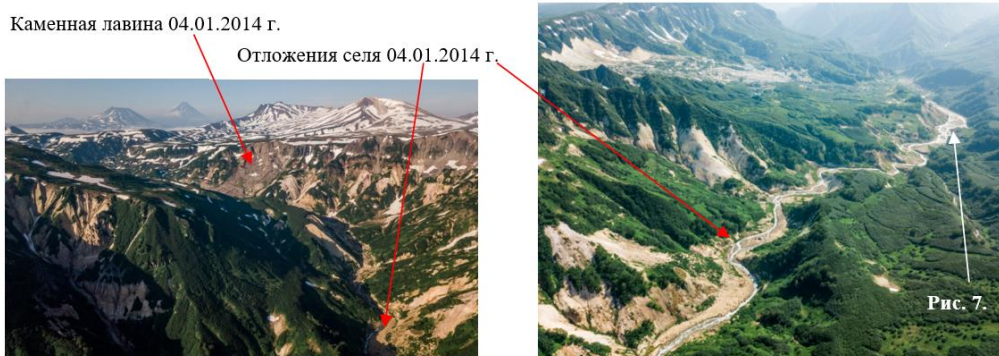 Каменная лавина 04.01.2014 г.
Отложения селя 04.01.2014 г.
Рис. 7.